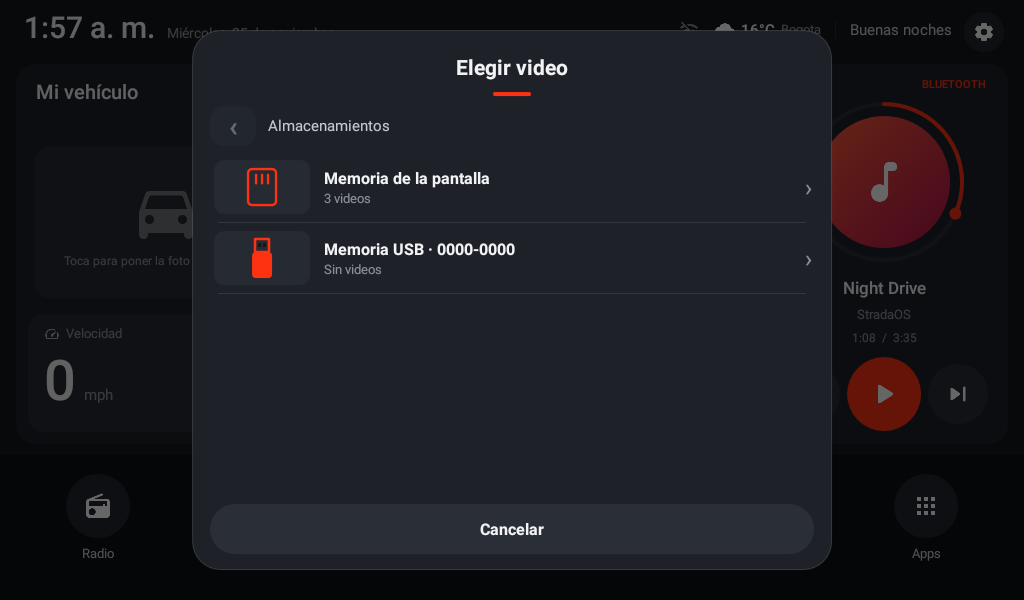 1:57 a. m.
16°C Bogota
Buenas noches
Elegir video
Mi vehículo
BLUETOOTH
Almacenamientos
Memoria de la pantalla
3 videos
Memoria USB · 0000-0000
Sin videos
Toca para poner la foto
Night Drive
StradaOS
1:08 / 3:35
Velocidad
0 mph
Cancelar
Radio
Apps